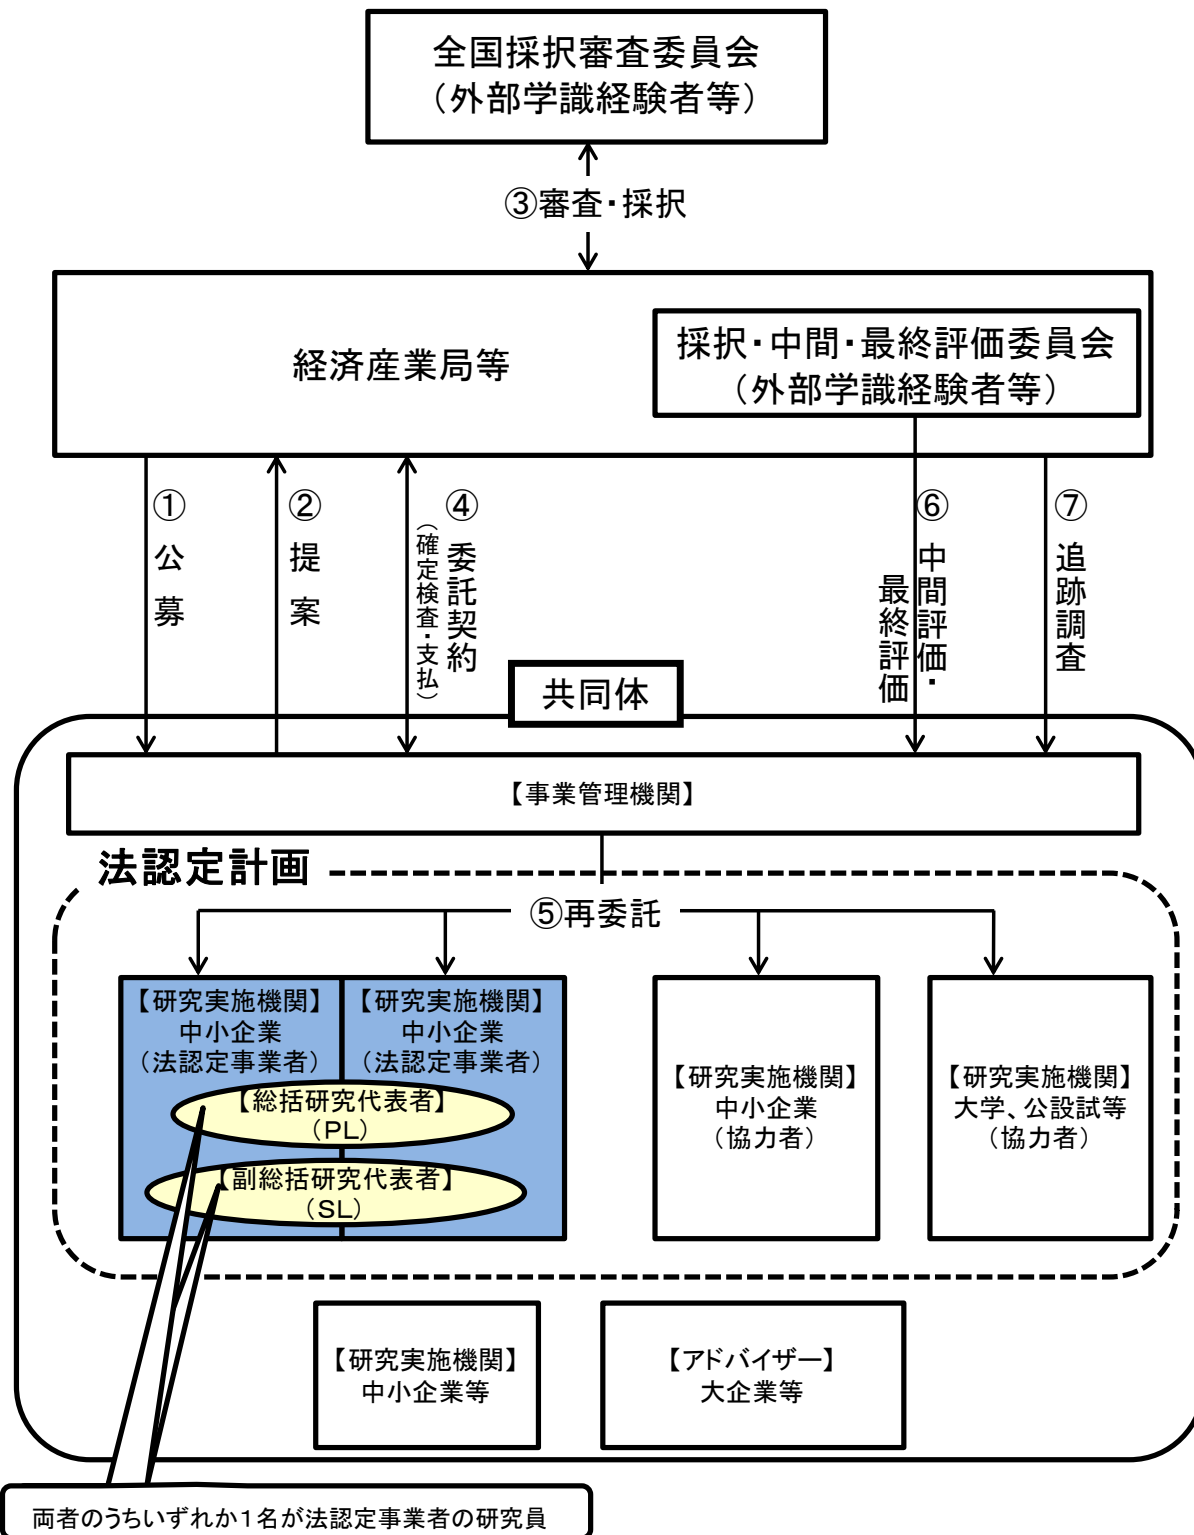 全国採択審査委員会
（外部学識経験者等）
③審査・採択
経済産業局等
採択・中間・最終評価委員会
（外部学識経験者等）
①公募
②提案
④委託契約
（確定検査・支払）
⑥中間評価・
最終評価
⑦追跡調査
共同体
【事業管理機関】
法認定計画
⑤再委託
【研究実施機関】
中小企業
（法認定事業者）
【研究実施機関】
中小企業
（法認定事業者）
【総括研究代表者】
（PL）
【副総括研究代表者】
（SL）
【研究実施機関】
中小企業
（協力者）
【研究実施機関】
大学、公設試等
（協力者）
【研究実施機関】
中小企業等
【アドバイザー】
大企業等
両者のうちいずれか１名が法認定事業者の研究員